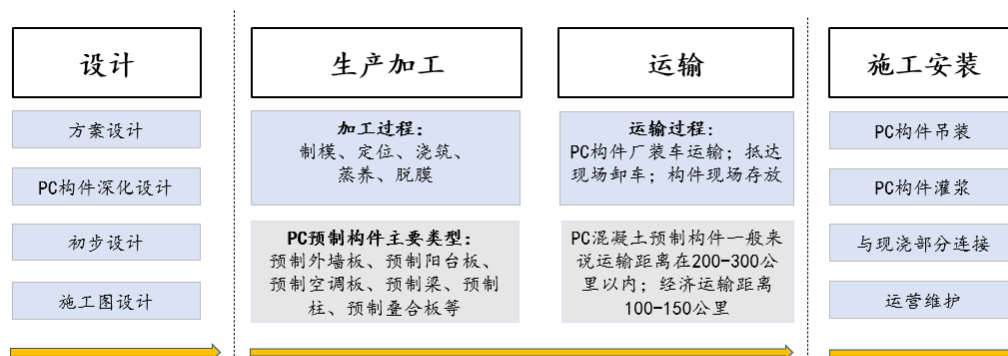 设计
方案设计
PC构件深化设计
初步设计
施工图设计
生产加工
加工过程：
制模、定位、浇筑、
蒸养、脱膜
PC预制构件主要类型：
预制外墙板、预制阳台板、
预制空调板、预制梁、预制
柱、预制叠合板等
运输
运输过程：
PC构件厂装车运输；抵达
现场卸车；构件现场存放
PC混凝土预制构件一般来
说运输距离在200-300公
里以内；经济运输距离
100-150公里
施工安装
PC构件吊装
PC构件灌浆
与现浇部分连接
运营维护